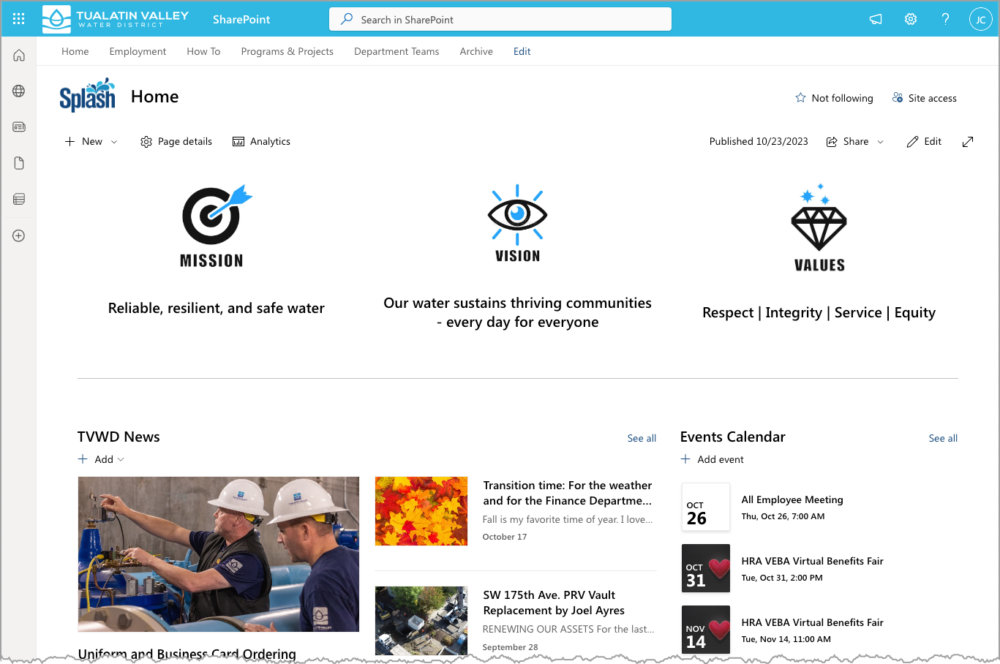 TUALATIN VALLEY
WATER DISTRICT
SharePoint
Search in SharePoint
?
JC
Home Employment How To Programs & Projects Department Teams Archive Edit
Splash
Home
Not following
Site access
New
Page details
Analytics
Published 10/23/2023
Share
Edit
MISSION
Reliable, resilient, and safe water
VISION
Our water sustains thriving communities
- every day for everyone
VALUES
Respect | Integrity | Service | Equity
TVWD News
See all
+ Add
Uniform and Business Card Ordering
Transition time: For the weather
and for the Finance Departme...
Fall is my favorite time of year. I love...
October 17
SW 175th Ave. PRV Vault
Replacement by Joel Ayres
RENEWING OUR ASSETS For the last...
September 28
Events Calendar
See all
+ Add event
OCT
26
All Employee Meeting
Thu, Oct 26, 7:00 AM
OCT
31
HRA VEBA Virtual Benefits Fair
Tue, Oct 31, 2:00 PM
NOV
14
HRA VEBA Virtual Benefits Fair
Tue, Nov 14, 11:00 AM